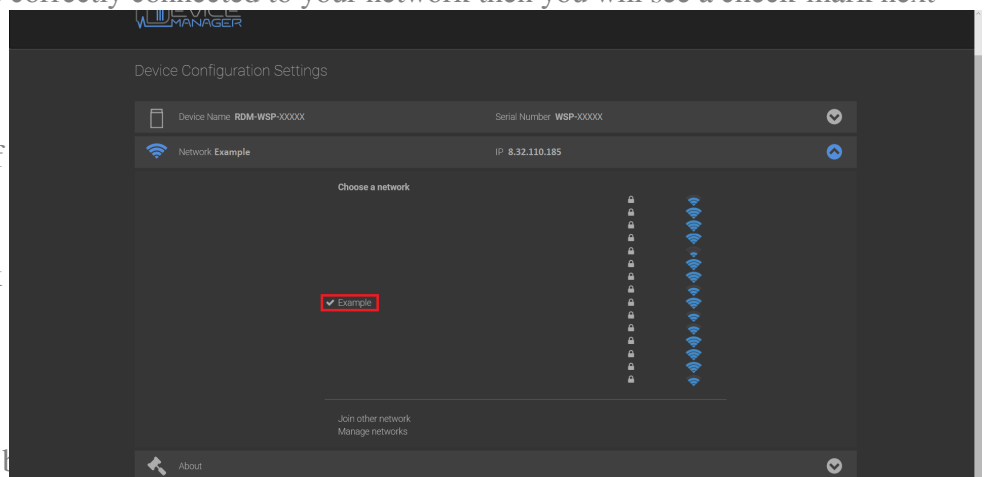 correctly connected to your network then you will see a check mark next
DEVICE
MANAGER
Device Configuration Settings
Device Name RDM-WSP-XXXXX Serial Number WSP-XXXXX
Network Example IP 8.32.110.185
Choose a network
Example
Join other network
Manage networks
About